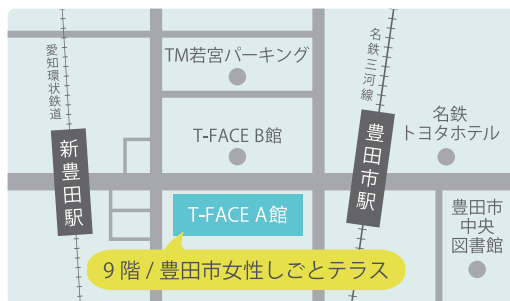 愛知環状鉄道
TM若宮パーキング
名鉄三河線
T-FACE B館
名鉄
トヨタホテル
新豊田駅
豊田市駅
T-FACE A館
豊田市
中央
図書館
9階 / 豊田市女性しごとテラス